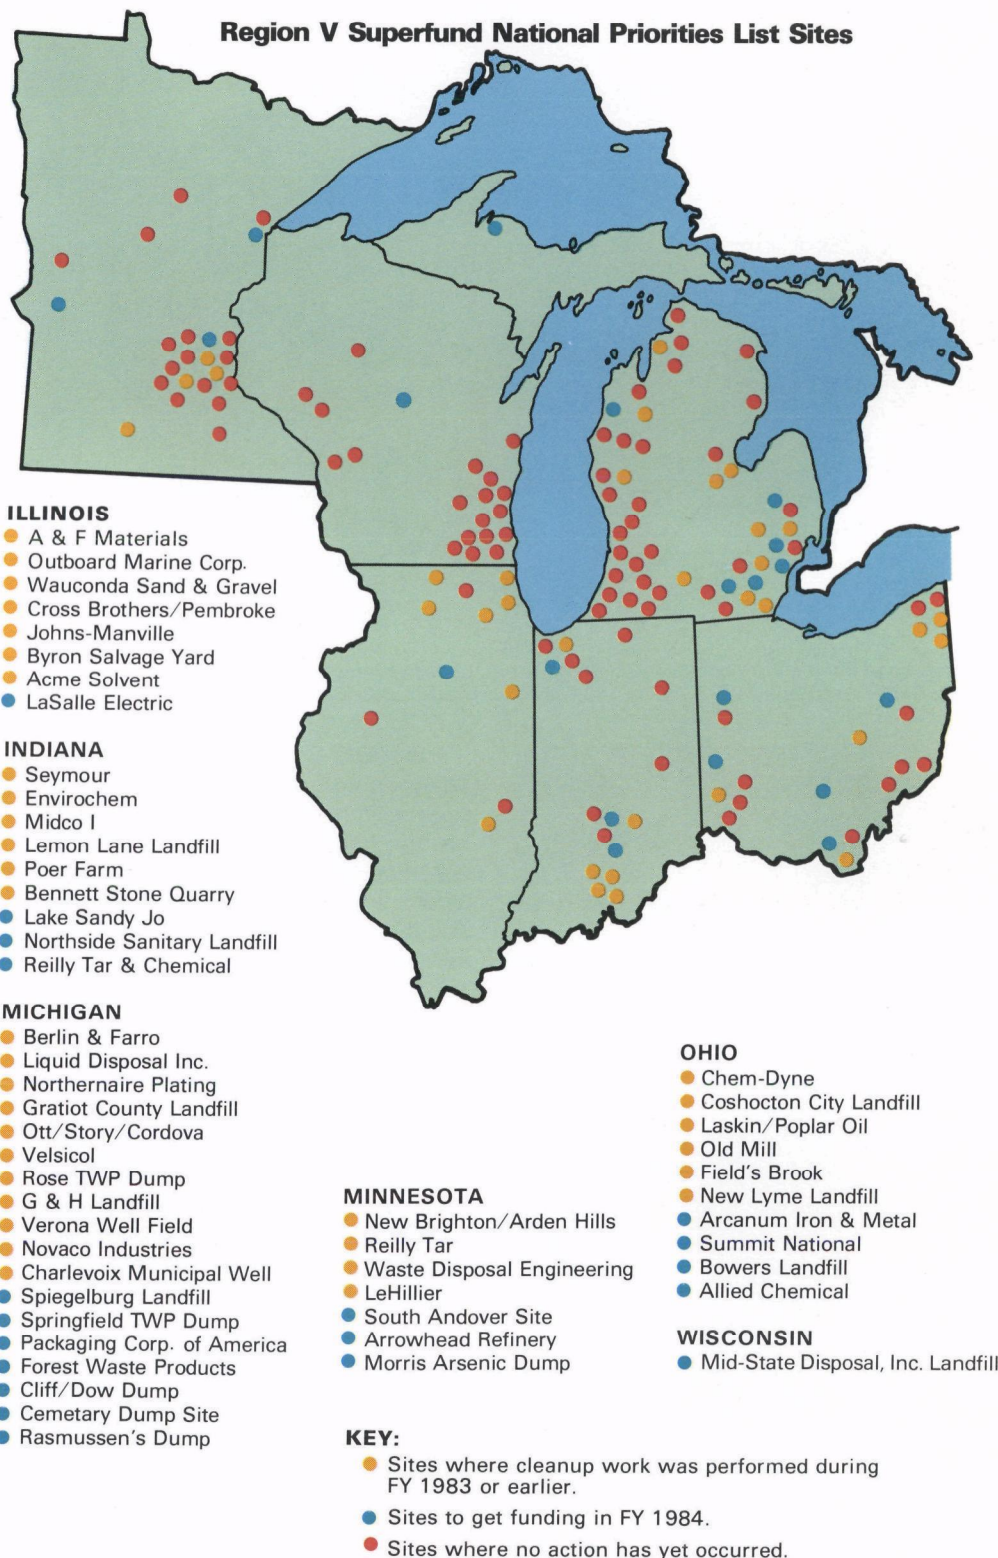 Region V Superfund National Priorities List Sites
ILLINOIS
A & F Materials
Outboard Marine Corp.
Wauconda Sand & Gravel
Cross Brothers/Pembroke
Johns-Manville
Byron Salvage Yard
Acme Solvent
LaSalle Electric
INDIANA
Seymour
Envirochem
Midco I
Lemon Lane Landfill
Poer Farm
Bennett Stone Quarry
Lake Sandy Jo
Northside Sanitary Landfill
Reilly Tar & Chemical
MICHIGAN
Berlin & Farro
Liquid Disposal Inc.
Northernaire Plating
Gratiot County Landfill
Ott/Story/Cordova
Velsicol
Rose TWP Dump
G & H Landfill
Verona Well Field
Novaco Industries
Charlevoix Municipal Well
Spiegelburg Landfill
Springfield TWP Dump
Packaging Corp. of America
Forest Waste Products
Cliff/Dow Dump
Cemetary Dump Site
Rasmussen's Dump
MINNESOTA
New Brighton/Arden Hills
Reilly Tar
Waste Disposal Engineering
LeHillier
South Andover Site
Arrowhead Refinery
Morris Arsenic Dump
OHIO
Chem-Dyne
Coshocton City Landfill
Laskin/Poplar Oil
Old Mill
Field's Brook
New Lyme Landfill
Arcanum Iron & Metal
Summit National
Bowers Landfill
Allied Chemical
WISCONSIN
Mid-State Disposal, Inc. Landfill
KEY:
Sites where cleanup work was performed during
FY 1983 or earlier.
Sites to get funding in FY 1984.
Sites where no action has yet occurred.